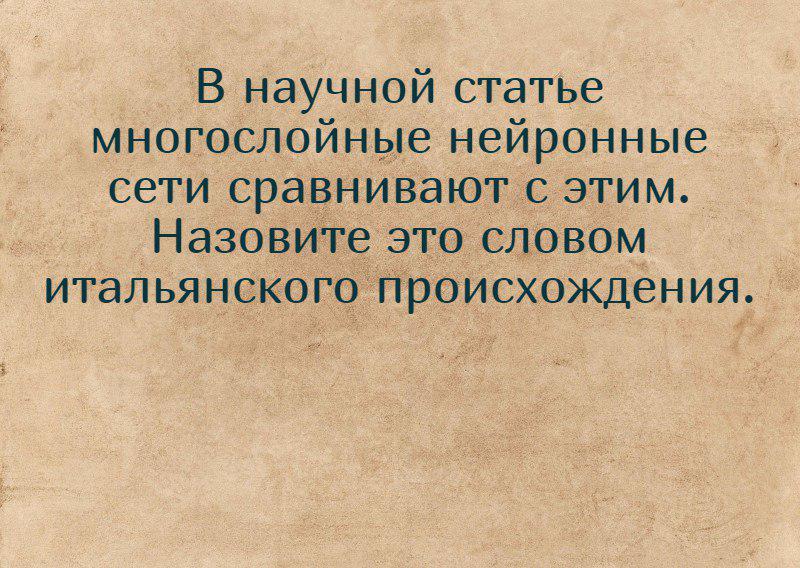 В научной статье
многослойные нейронные
сети сравнивают с этим.
Назовите это словом
итальянского происхождения.